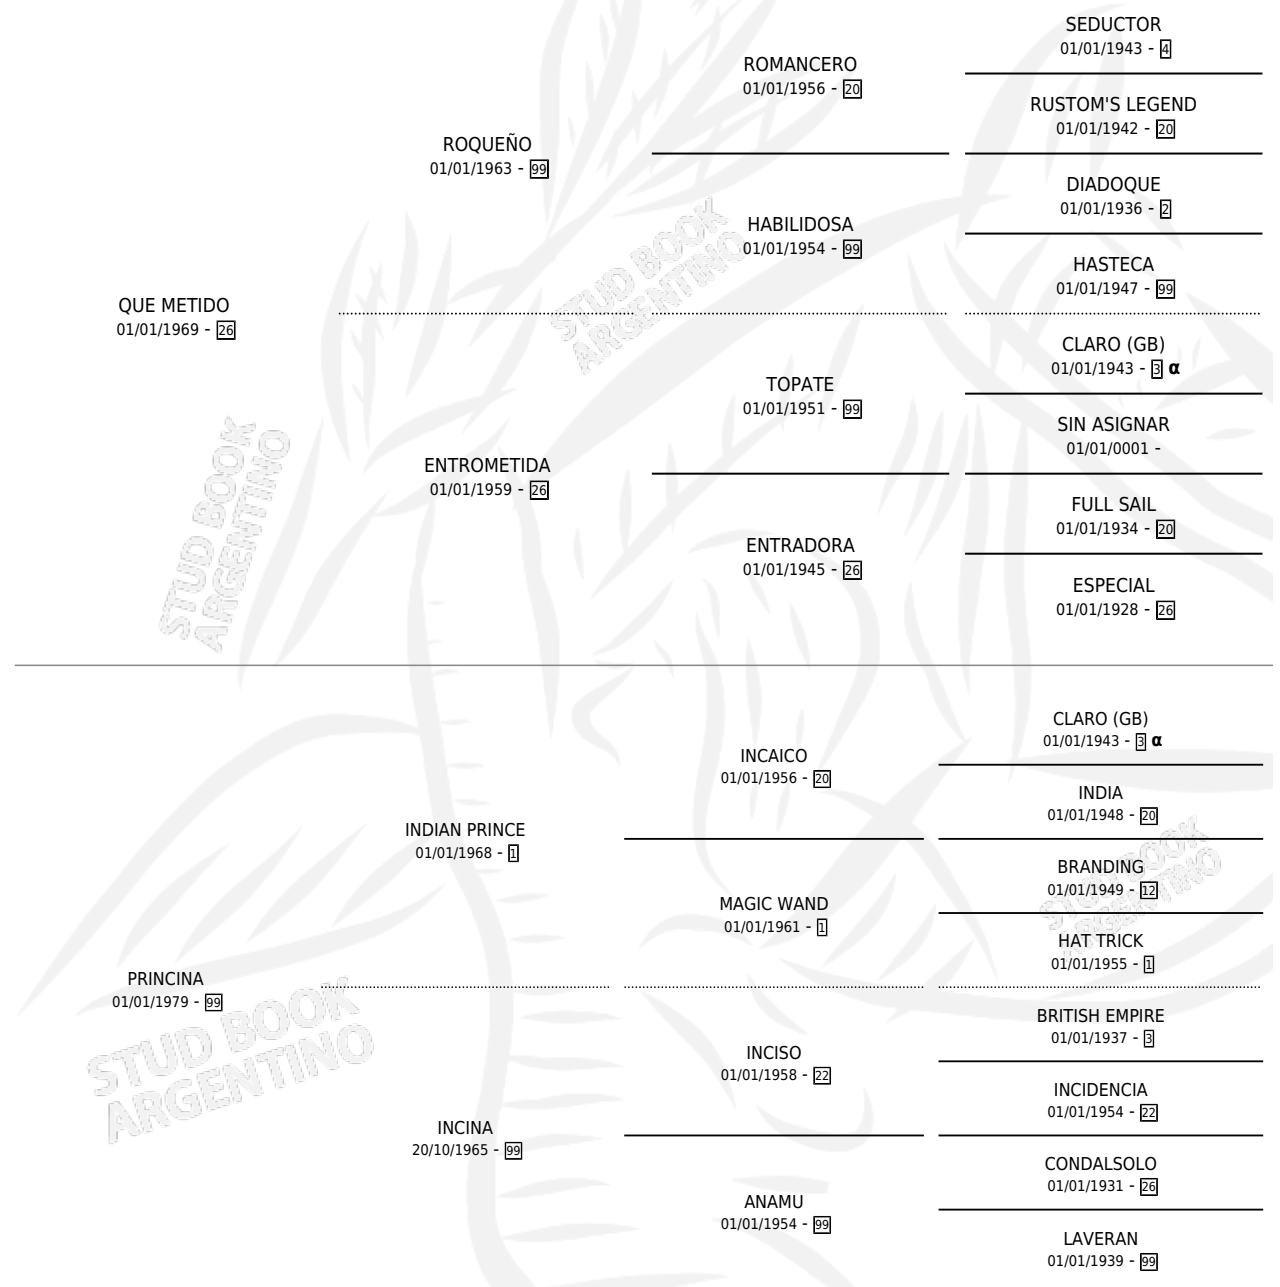 SEDUCTOR
01/01/1943 - 4
ROMANCERO
01/01/1956 - 20
RUSTOM'S LEGEND
01/01/1942 - 20
ROQUEÑO
01/01/1963 - 99
DIADOQUE
01/01/1936 - 2
HABILIDOSA
01/01/1954 - 99
HASTECA
01/01/1947 - 99
QUE METIDO
01/01/1969 - 26
STUD BOOK
ARGENTINO
CLARO (GB)
01/01/1943 - 3 α
TOPATE
01/01/1951 - 99
SIN ASIGNAR
01/01/0001 -
ENTROMETIDA
01/01/1959 - 26
FULL SAIL
01/01/1934 - 20
ENTRADORA
01/01/1945 - 26
ESPECIAL
01/01/1928 - 26
STUD BOOK
ARGENTINO
CLARO (GB)
01/01/1943 - 3 α
INCAICO
01/01/1956 - 20
INDIA
01/01/1948 - 20
INDIAN PRINCE
01/01/1968 - 1
BRANDING
01/01/1949 - 12
MAGIC WAND
01/01/1961 - 1
HAT TRICK
01/01/1955 - 1
STUD BOOK
ARGENTINO
PRINCINA
01/01/1979 - 99
BRITISH EMPIRE
01/01/1937 - 3
INCISO
01/01/1958 - 22
INCIDENCIA
01/01/1954 - 22
STUD BOOK
ARGENTINO
INCINA
20/10/1965 - 99
CONDALSOLO
01/01/1931 - 26
ANAMU
01/01/1954 - 99
LAVERAN
01/01/1939 - 99